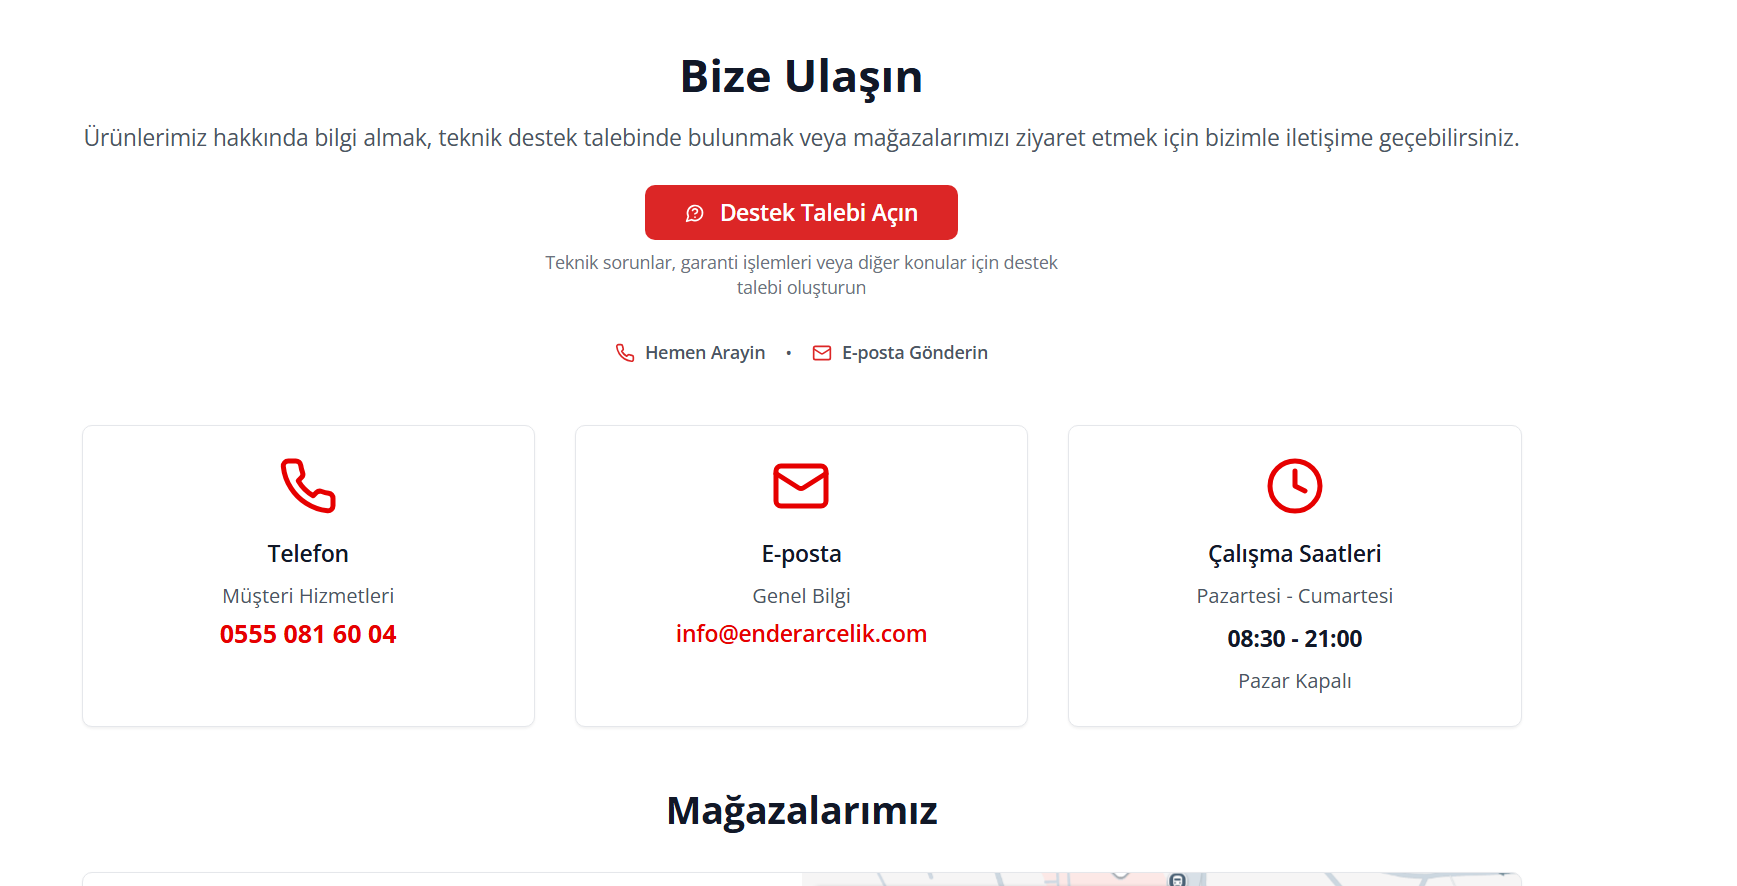 Bize Ulaşın
Ürünlerimiz hakkında bilgi almak, teknik destek talebinde bulunmak veya mağazalarımızı ziyaret etmek için bizimle iletişime geçebilirsiniz.
Destek Talebi Açın
Teknik sorunlar, garanti işlemleri veya diğer konular için destek
talebi oluşturun
Hemen Arayin • E-posta Gönderin
Telefon
Müşteri Hizmetleri
0555 081 60 04
E-posta
Genel Bilgi
info@enderarcelik.com
Çalışma Saatleri
Pazartesi - Cumartesi
08:30 - 21:00
Pazar Kapalı
Mağazalarımız